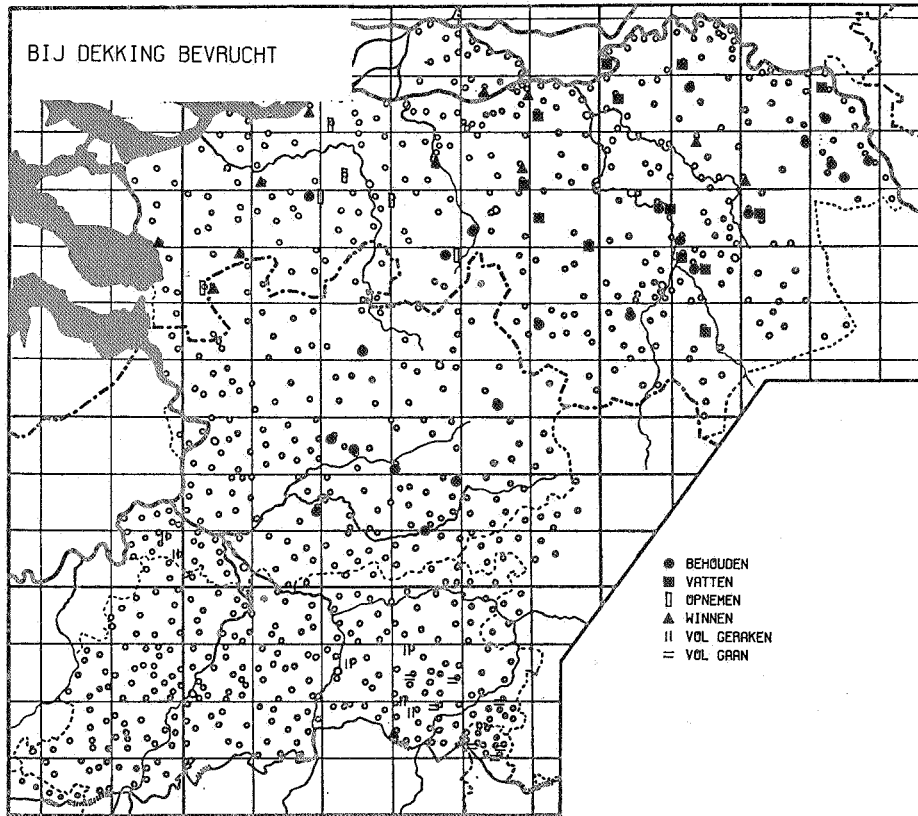 BIJ DEKKING BEVRUCHT
BEHOUDEN
VATTEN
OPNEMEN
WINNEN
VOL GERAKEN
VOL GAAN